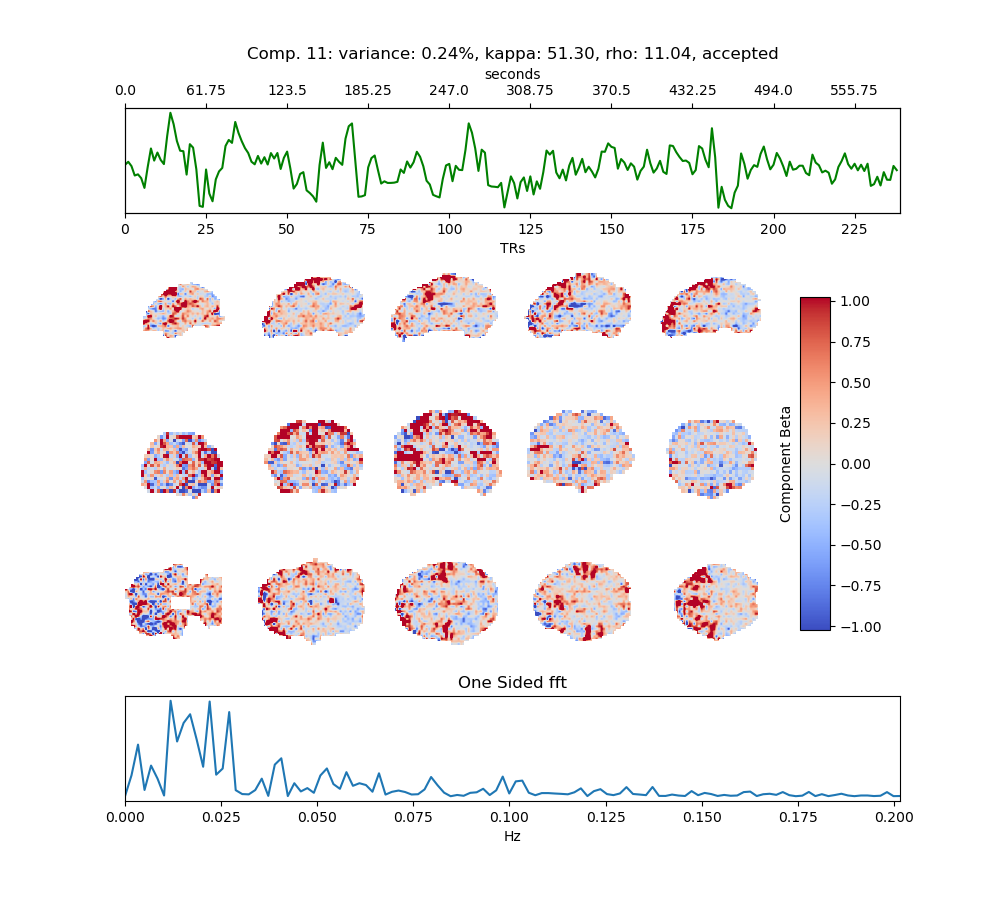 Comp. 11: variance: 0.24%, kappa: 51.30, rho: 11.04, accepted
seconds
0.0 61.75 123.5 185.25 247.0 308.75 370.5 432.25 494.0 555.75
0 25 50 75 100 125 150 175 200 225
TRs
1.00
0.75
0.50
0.25
0.00
−0.25
−0.50
−0.75
−1.00
Component Beta
One Sided fft
0.000 0.025 0.050 0.075 0.100 0.125 0.150 0.175 0.200
Hz